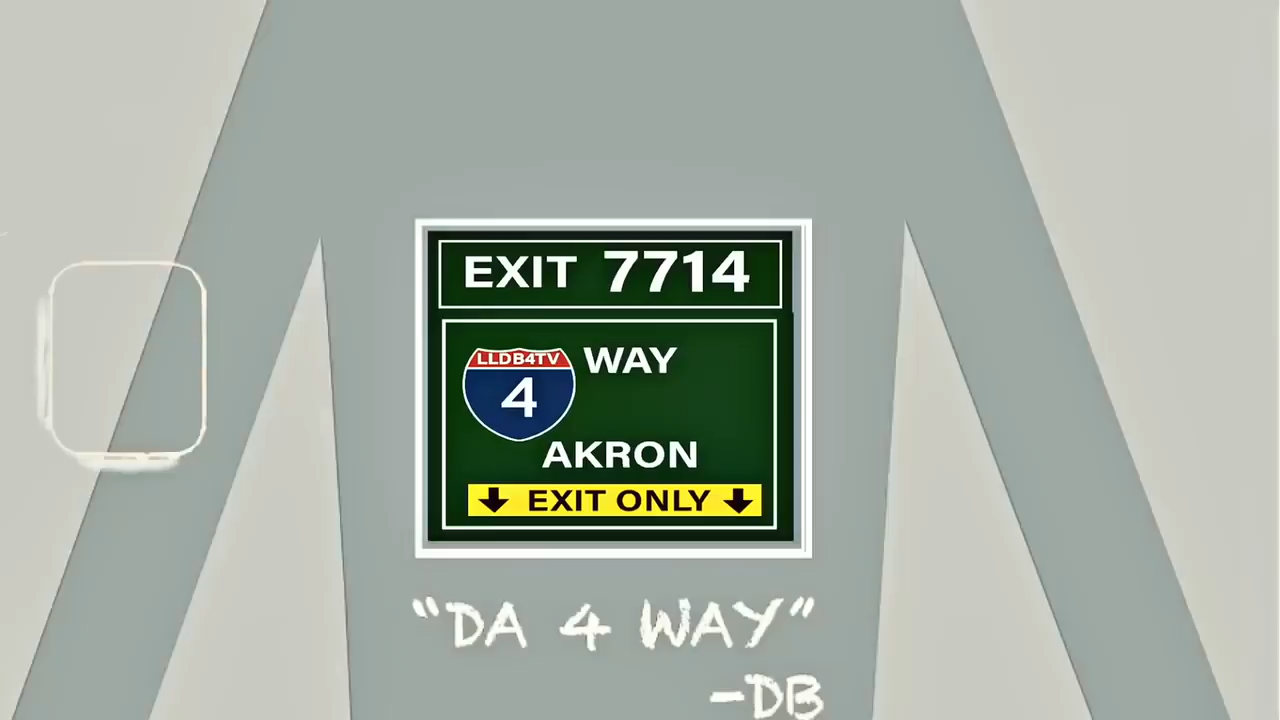 EXIT 7714
LLDB4TV
4 WAY
AKRON
EXIT ONLY
"DA 4 WAY"
-DB